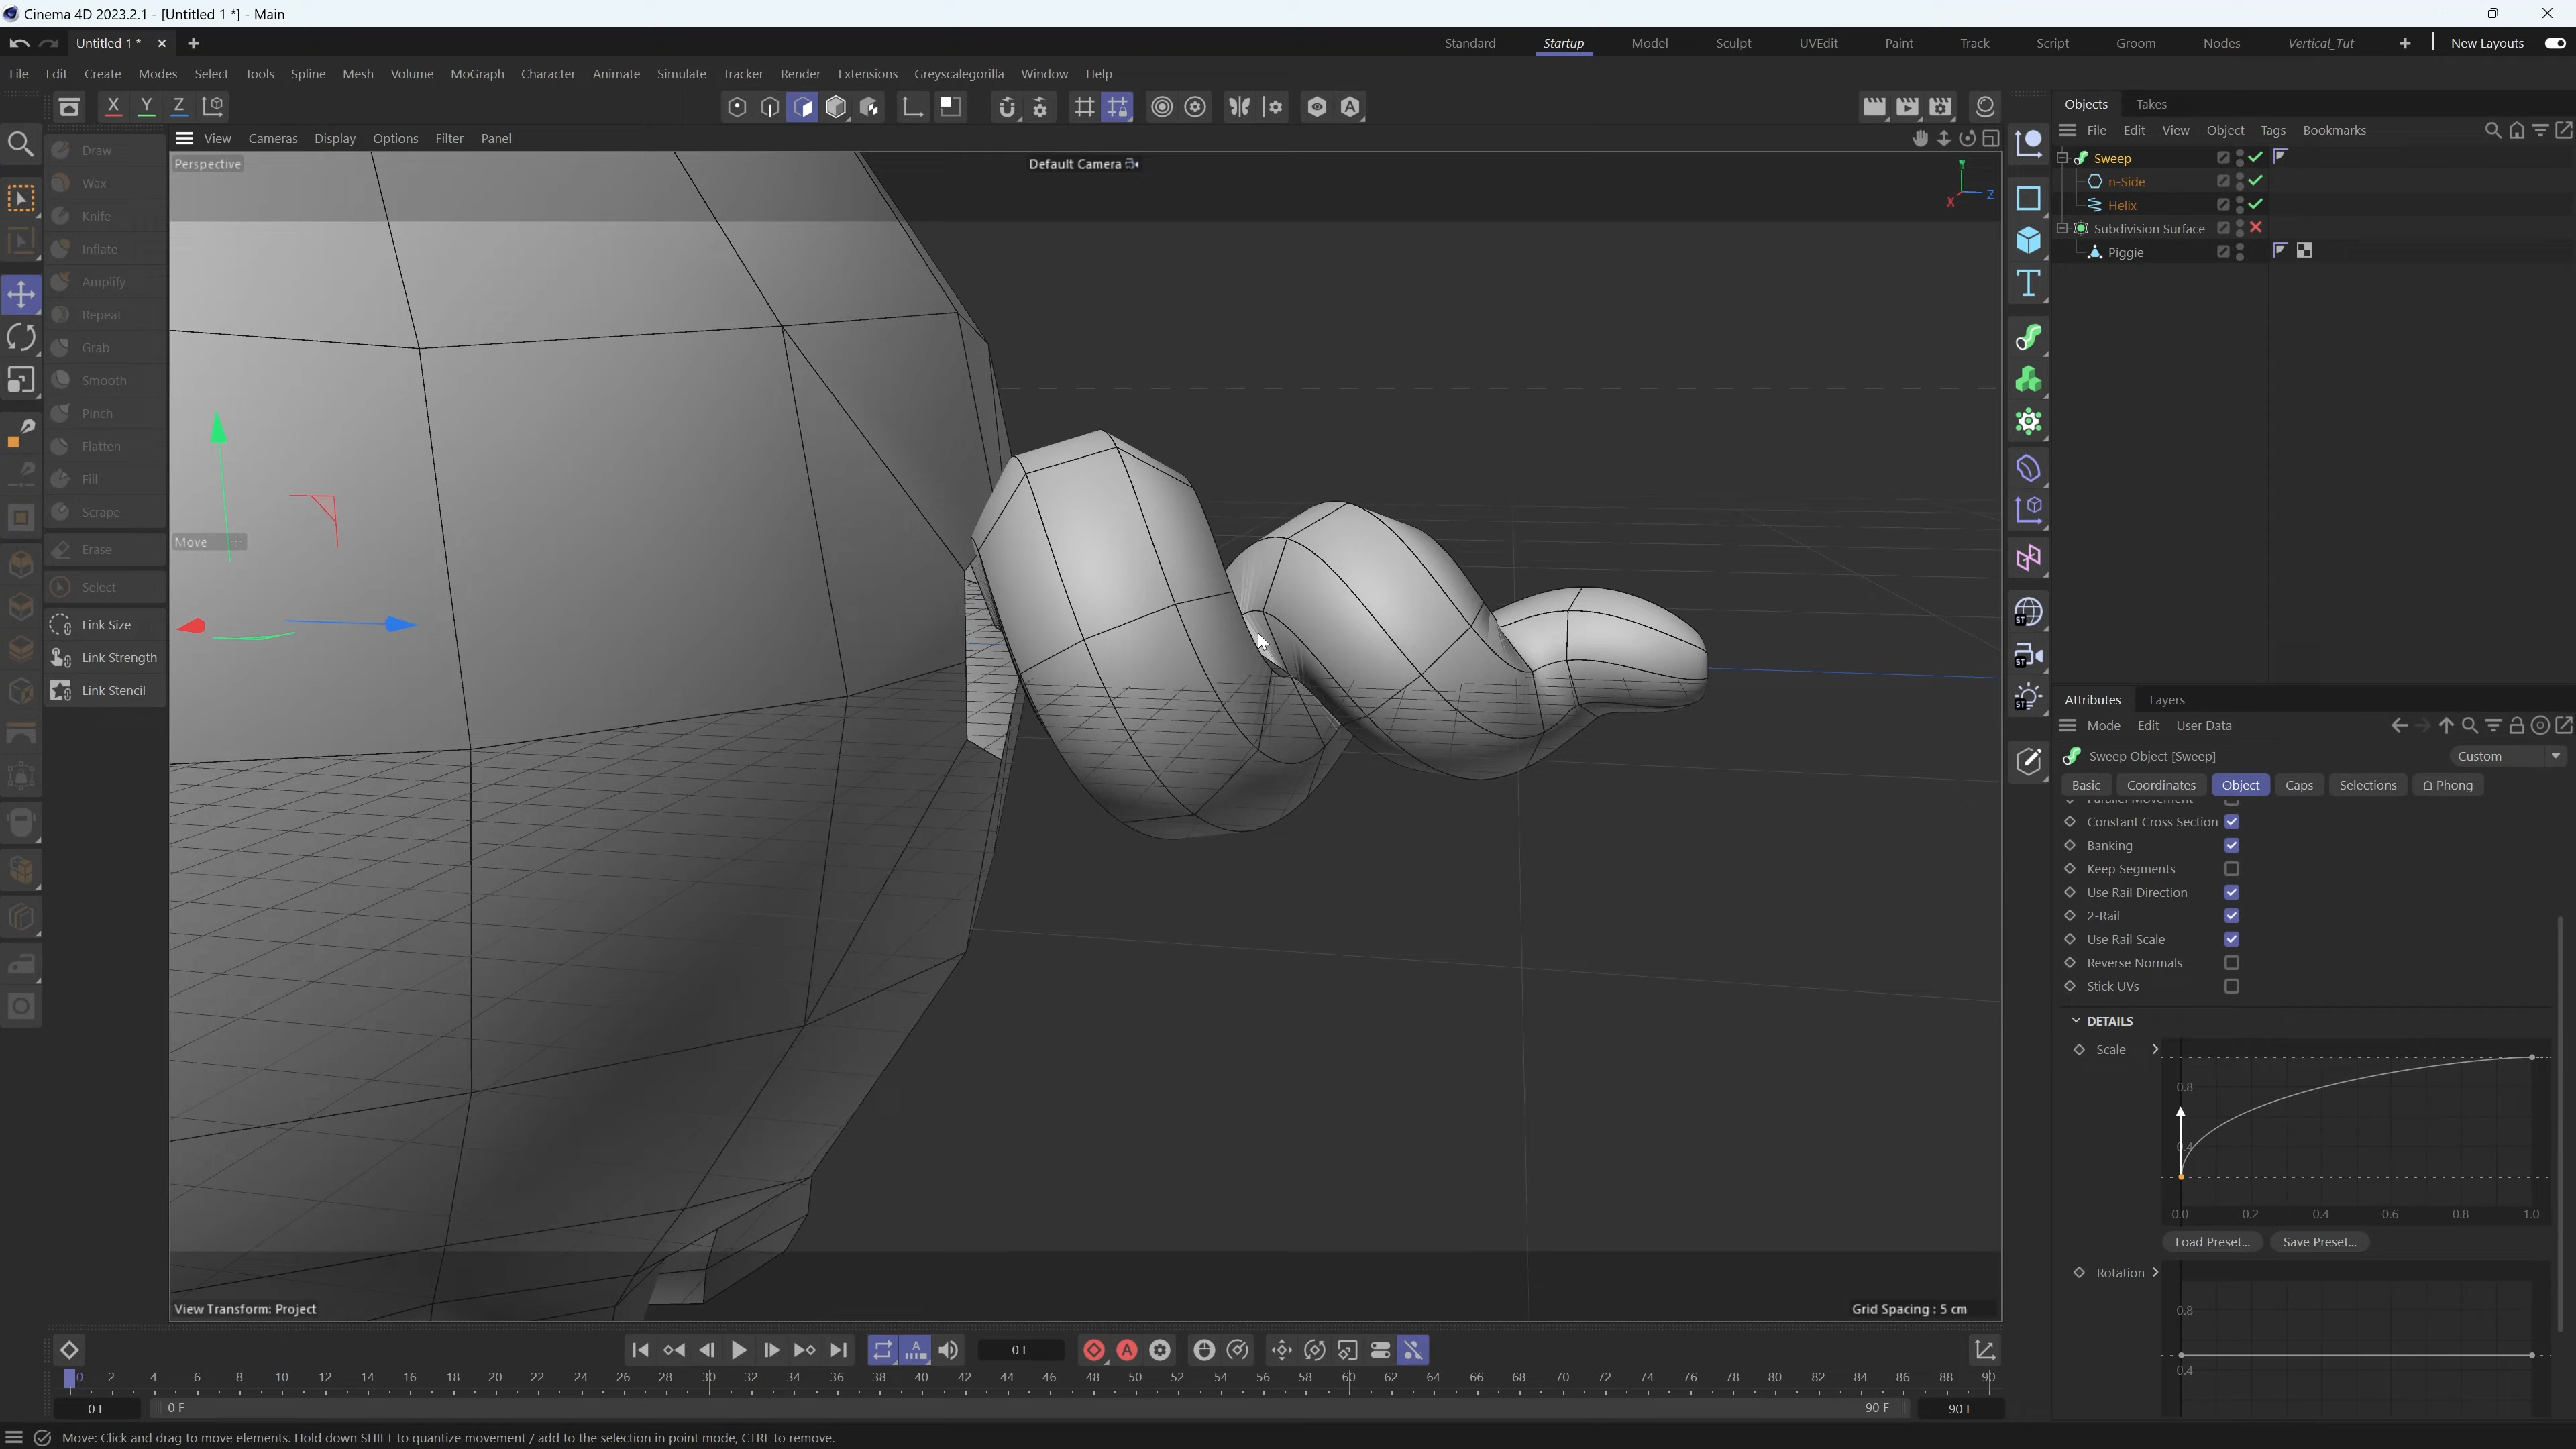 Cinema 4D 2023.2.1 - [Untitled 1 *] - Main
Untitled 1 *
Standard Startup Model Sculpt UVEdit Paint Track Script Groom Nodes Vertical_Tut New Layouts
File Edit Create Modes Select Tools Spline Mesh Volume MoGraph Character Animate Simulate Tracker Render Extensions Greyscalegorilla Window Help
X Y Z
Objects Takes
View Cameras Display Options Filter Panel
File Edit View Object Tags Bookmarks
Draw
Wax
Knife
Inflate
Amplify
Repeat
Grab
Smooth
Pinch
Flatten
Fill
Scrape
Erase
Select
Link Size
Link Strength
Link Stencil
Perspective
Default Camera
Y
Z
X
Move
View Transform: Project
Grid Spacing : 5 cm
Sweep
n-Side
Helix
Subdivision Surface
Piggie
ST
ST
ST
Attributes Layers
Mode Edit User Data
Sweep Object [Sweep]
Custom
Basic Coordinates Object Caps Selections Phong
Parallel Movement
Constant Cross Section
Banking
Keep Segments
Use Rail Direction
2-Rail
Use Rail Scale
Reverse Normals
Stick UVs
DETAILS
Scale
0.8
0.4
0.0 0.2 0.4 0.6 0.8 1.0
Load Preset... Save Preset...
Rotation
0.8
0.4
0 F
0 2 4 6 8 10 12 14 16 18 20 22 24 26 28 30 32 34 36 38 40 42 44 46 48 50 52 54 56 58 60 62 64 66 68 70 72 74 76 78 80 82 84 86 88 90
0 F 0 F 90 F 90 F
Move: Click and drag to move elements. Hold down SHIFT to quantize movement / add to the selection in point mode, CTRL to remove.